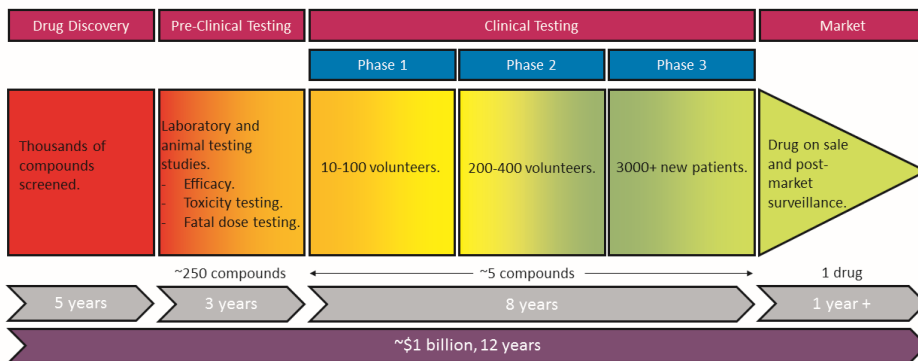 Drug Discovery
Pre-Clinical Testing
Clinical Testing
Market
Phase 1
Phase 2
Phase 3
Thousands of
compounds
screened.
Laboratory and
animal testing
studies.
- Efficacy.
- Toxicity testing.
- Fatal dose testing.
10-100 volunteers.
200-400 volunteers.
3000+ new patients.
Drug on sale
and post-
market
surveillance.
~250 compounds
~5 compounds
1 drug
5 years
3 years
8 years
1 year +
~$1 billion, 12 years